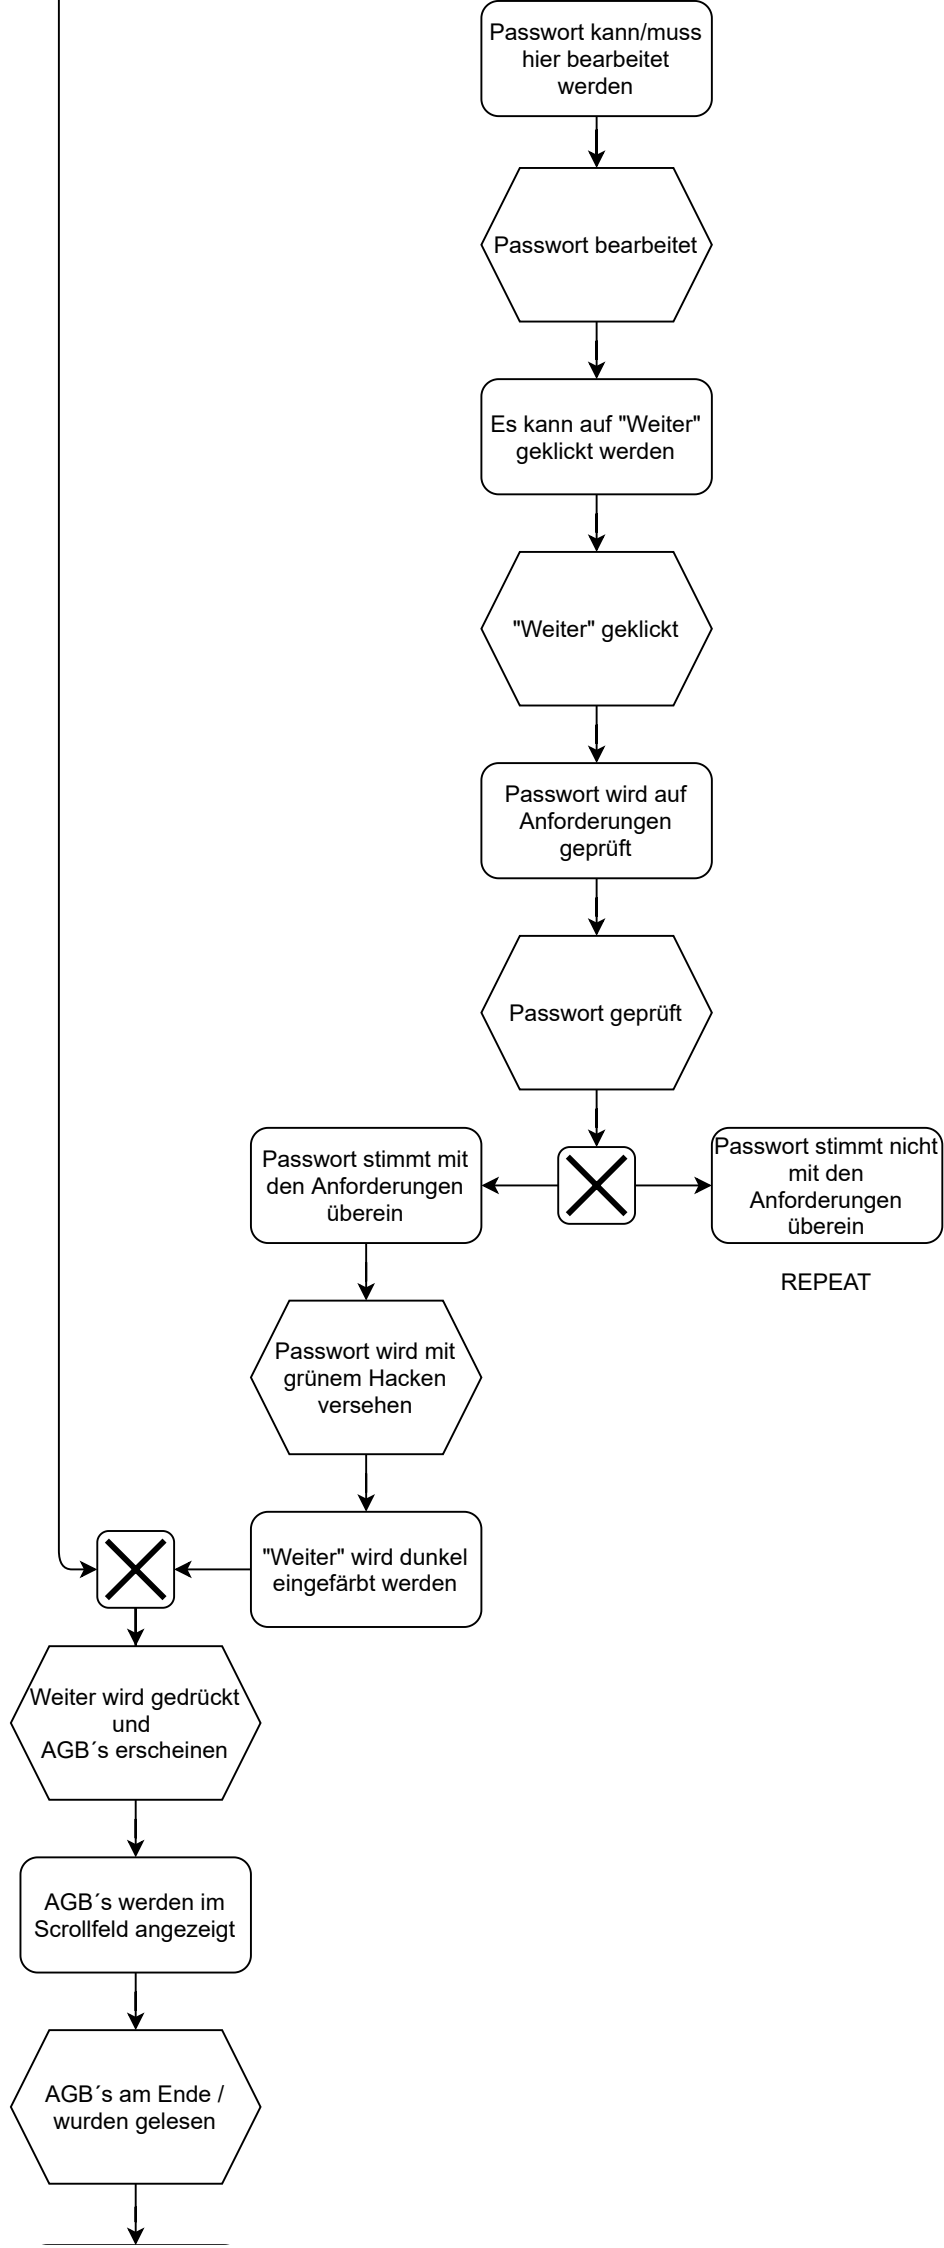 Passwort kann/muss
hier bearbeitet
werden
Passwort bearbeitet
Es kann auf "Weiter"
geklickt werden
"Weiter" geklickt
Passwort wird auf
Anforderungen
geprüft
Passwort geprüft
Passwort stimmt mit
den Anforderungen
überein
Passwort stimmt nicht
mit den
Anforderungen
überein
REPEAT
Passwort wird mit
grünem Hacken
versehen
"Weiter" wird dunkel
eingefärbt werden
Weiter wird gedrückt
und
AGB´s erscheinen
AGB´s werden im
Scrollfeld angezeigt
AGB´s am Ende /
wurden gelesen